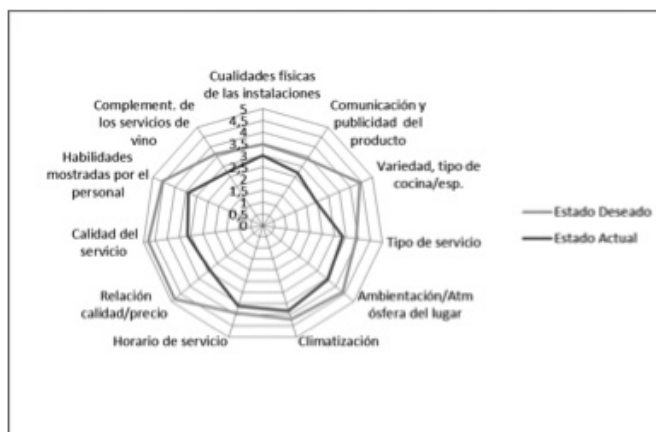 Cualidades físicas
de las instalaciones
Complement. de
los servicios de
vino
Comunicación y
publicidad del
producto
5
4,5
4
3,5
3
2,5
2
1,5
1
0,5
0
Habilidades
mostradas por el
personal
Variedad, tipo de
cocina/esp.
Calidad del
servicio
Tipo de servicio
Relación
calidad/precio
Ambientación/Atm
ósfera del lugar
Horario de servicio
Climatización
Estado Deseado
Estado Actual